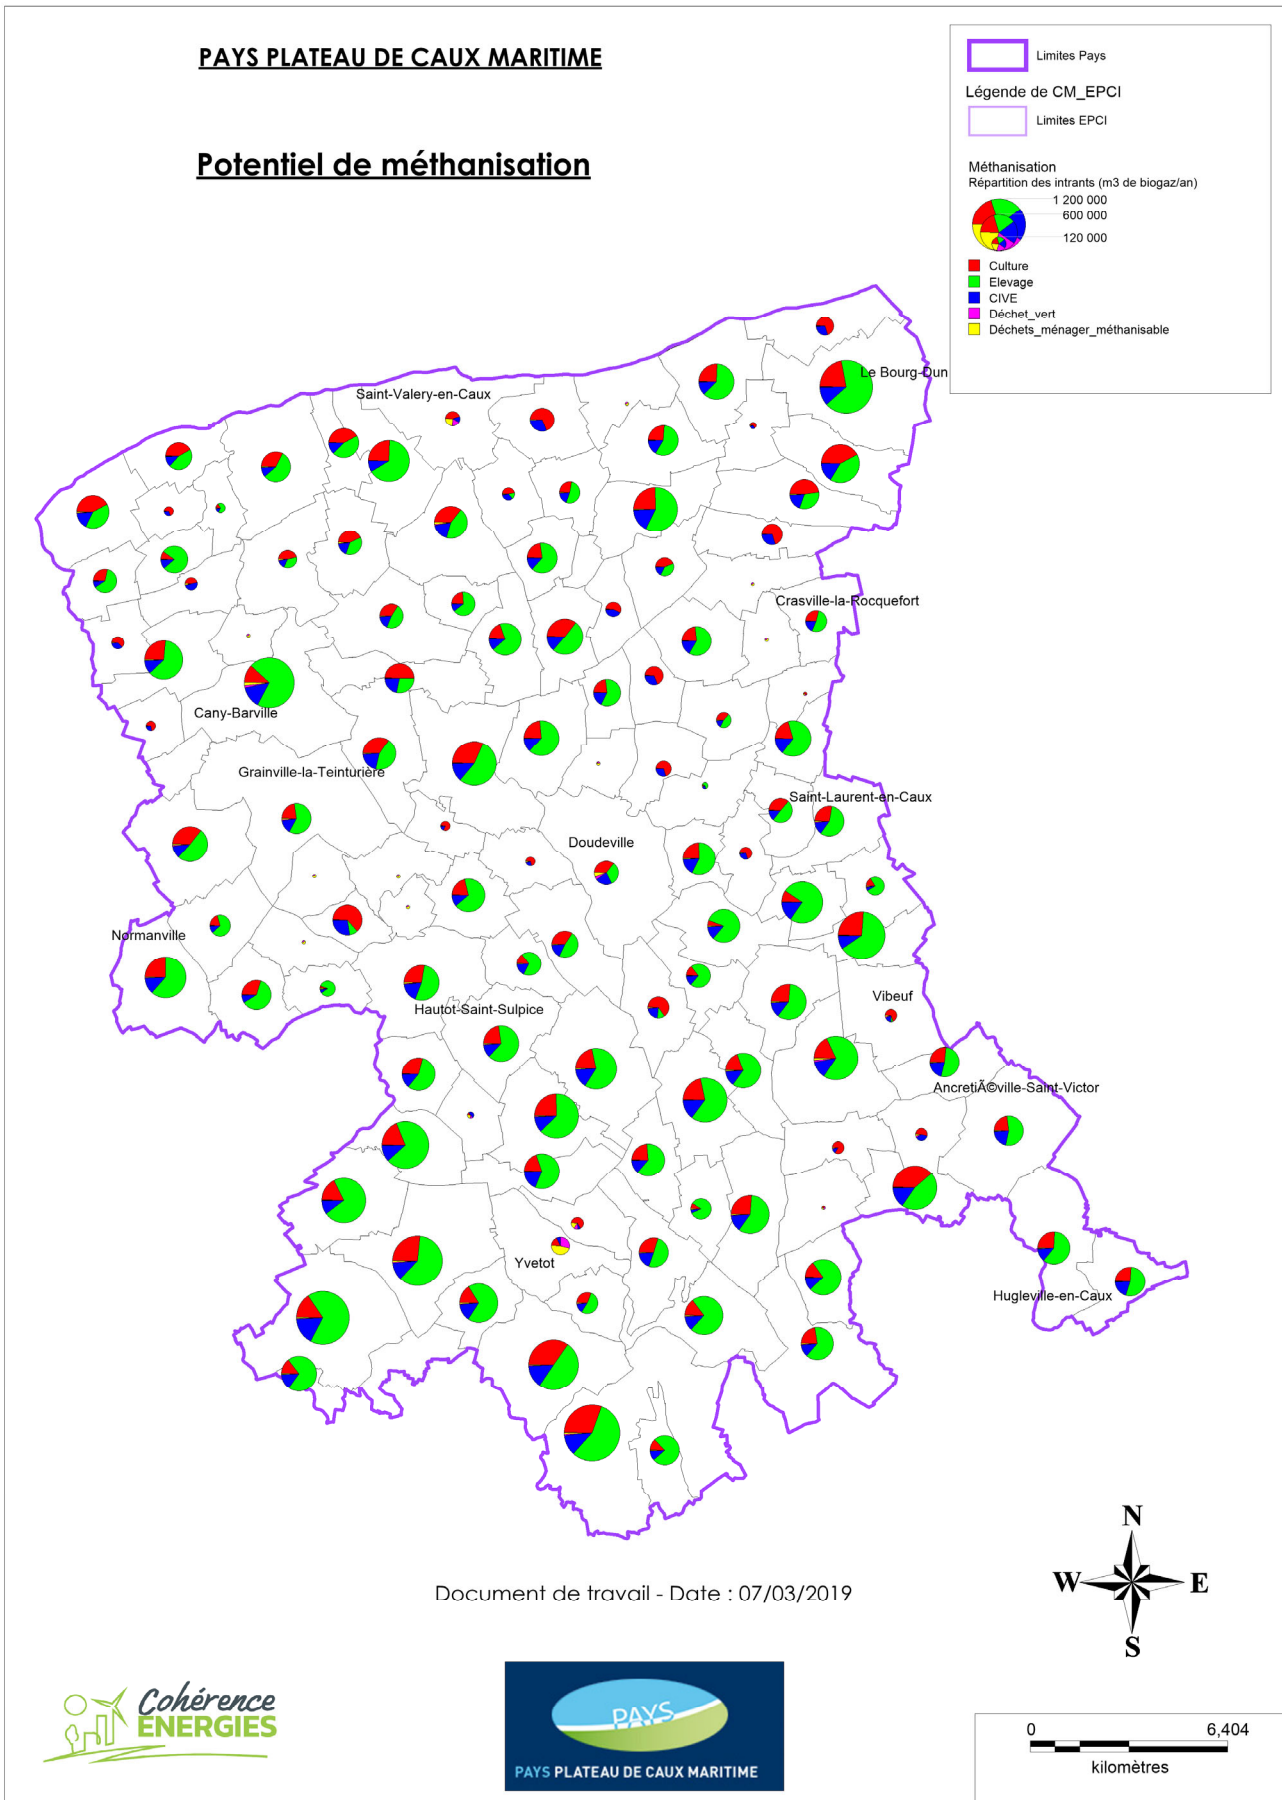 PAYS PLATEAU DE CAUX MARITIME
Potentiel de méthanisation
Limites Pays
Légende de CM_EPCI
Limites EPCI
Méthanisation
Répartition des intrants (m3 de biogaz/an)
1 200 000
600 000
120 000
Culture
Elevage
CIVE
Déchet_vert
Déchets_ménager_méthanisable
Le Bourg-Dun
Saint-Valery-en-Caux
Crasville-la-Rocquefort
Cany-Barville
Grainville-la-Teinturière
Saint-Laurent-en-Caux
Doudeville
Normanville
Hautot-Saint-Sulpice
Vibeuf
AncretiÃ©ville-Saint-Victor
Yvetot
Hugleville-en-Caux
N
W E
S
Document de travail - Date : 07/03/2019
Cohérence
ENERGIES
PAYS
PAYS PLATEAU DE CAUX MARITIME
0 6,404
kilomètres